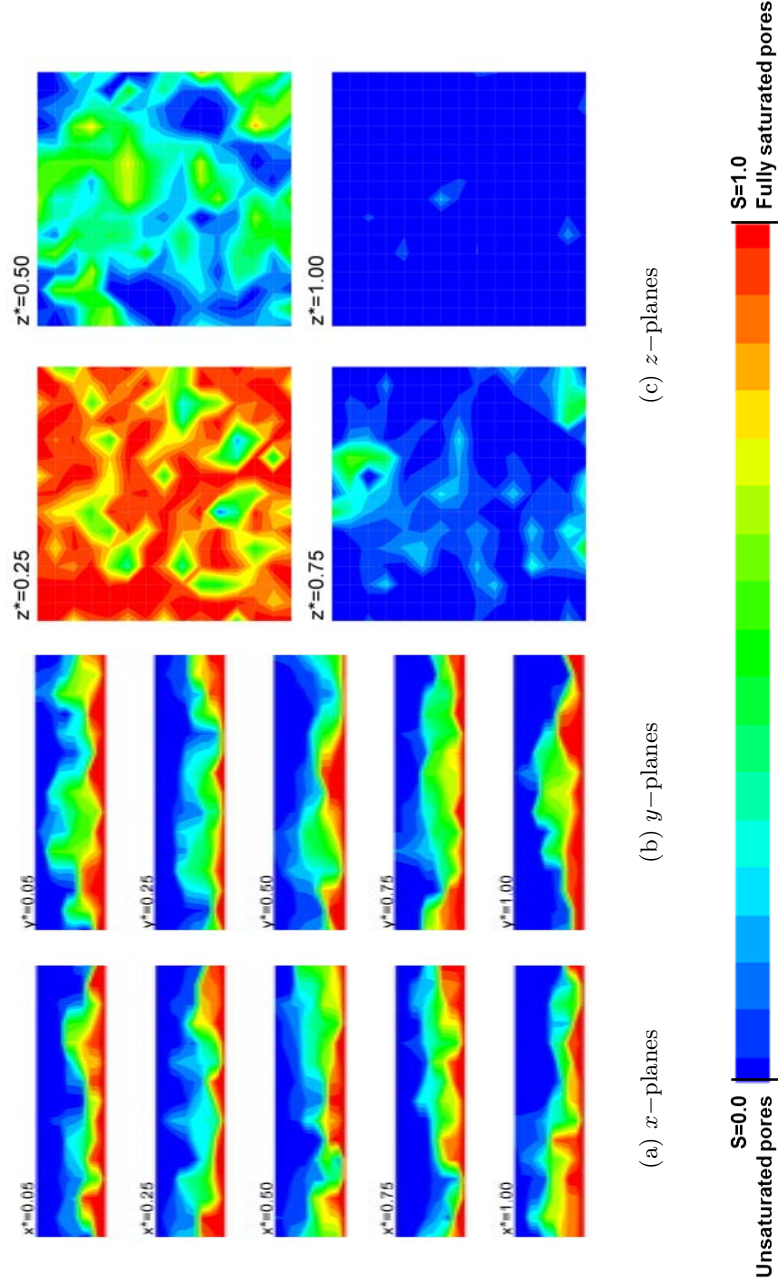 x*=0.05
x*=0.25
x*=0.50
x*=0.75
x*=1.00
(a) x−planes
y*=0.05
y*=0.25
y*=0.50
y*=0.75
y*=1.00
(b) y−planes
z*=0.25
z*=0.50
z*=0.75
z*=1.00
(c) z−planes
S=0.0
Unsaturated pores
S=1.0
Fully saturated pores